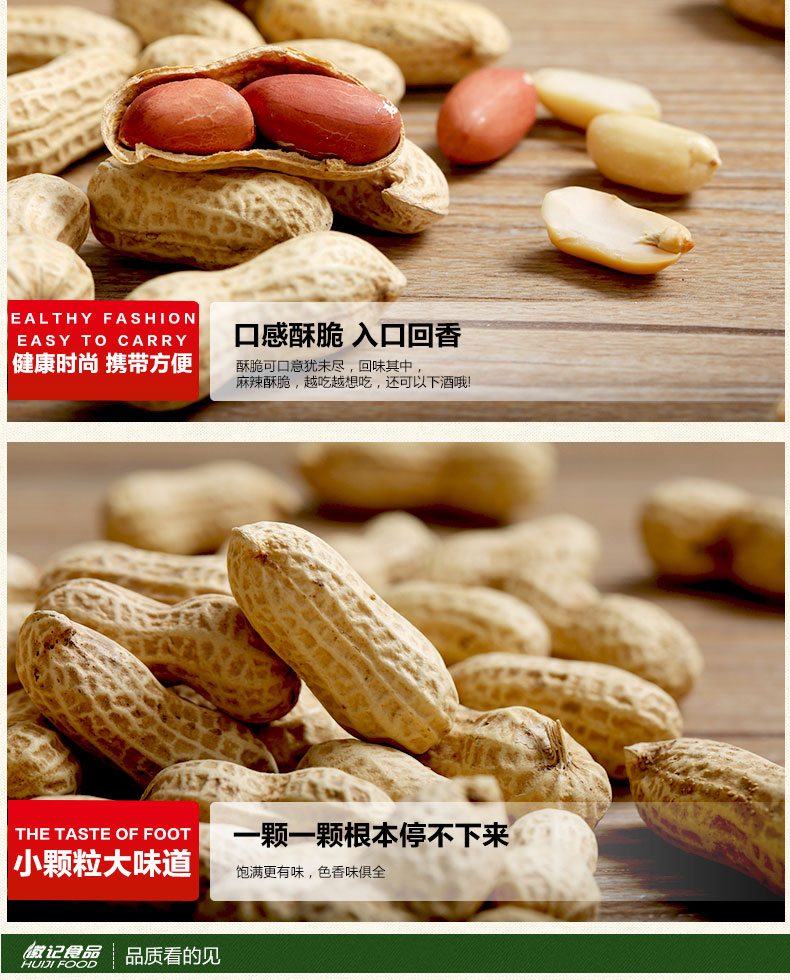 EALTHY FASHION
EASY TO CARRY
健康时尚 携带方便
口感酥脆 入口回香
酥脆可口意犹未尽，回味其中，
麻辣酥脆，越吃越想吃，还可以下酒哦!
THE TASTE OF FOOT
小颗粒大味道
一颗一颗根本停不下来
饱满更有味，色香味俱全
徽记食品
HUIJI FOOD
品质看的见